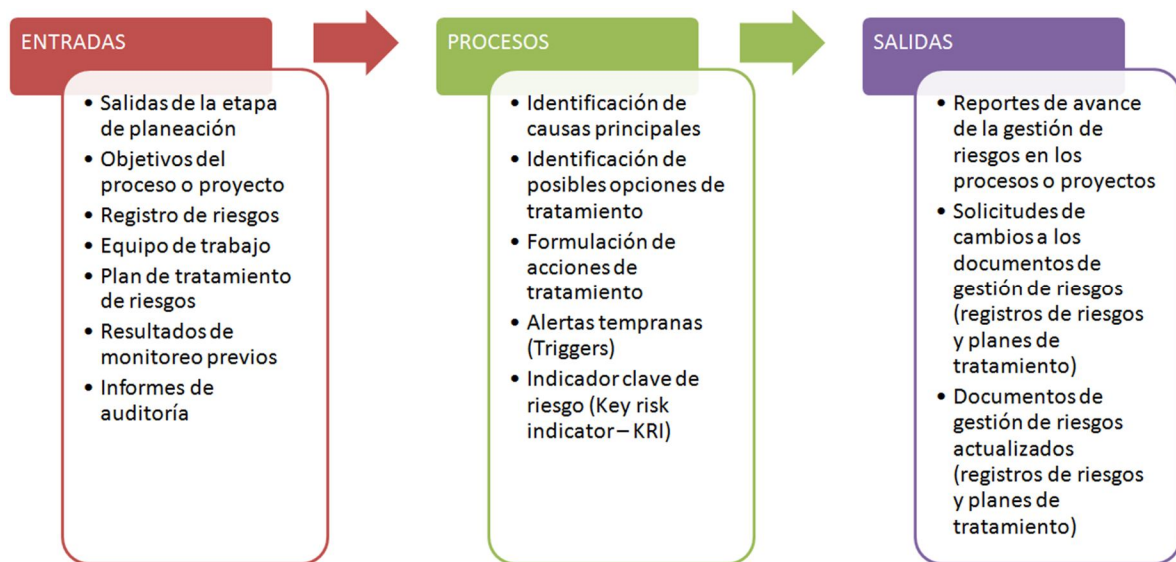 ENTRADAS
• Salidas de la etapa
de planeación
• Objetivos del
proceso o proyecto
• Registro de riesgos
• Equipo de trabajo
• Plan de tratamiento
de riesgos
• Resultados de
monitoreo previos
• Informes de
auditoría
PROCESOS
• Identificación de
causas principales
• Identificación de
posibles opciones de
tratamiento
• Formulación de
acciones de
tratamiento
• Alertas tempranas
(Triggers)
• Indicador clave de
riesgo (Key risk
indicator – KRI)
SALIDAS
• Reportes de avance
de la gestión de
riesgos en los
procesos o proyectos
• Solicitudes de
cambios a los
documentos de
gestión de riesgos
(registros de riesgos
y planes de
tratamiento)
• Documentos de
gestión de riesgos
actualizados
(registros de riesgos
y planes de
tratamiento)